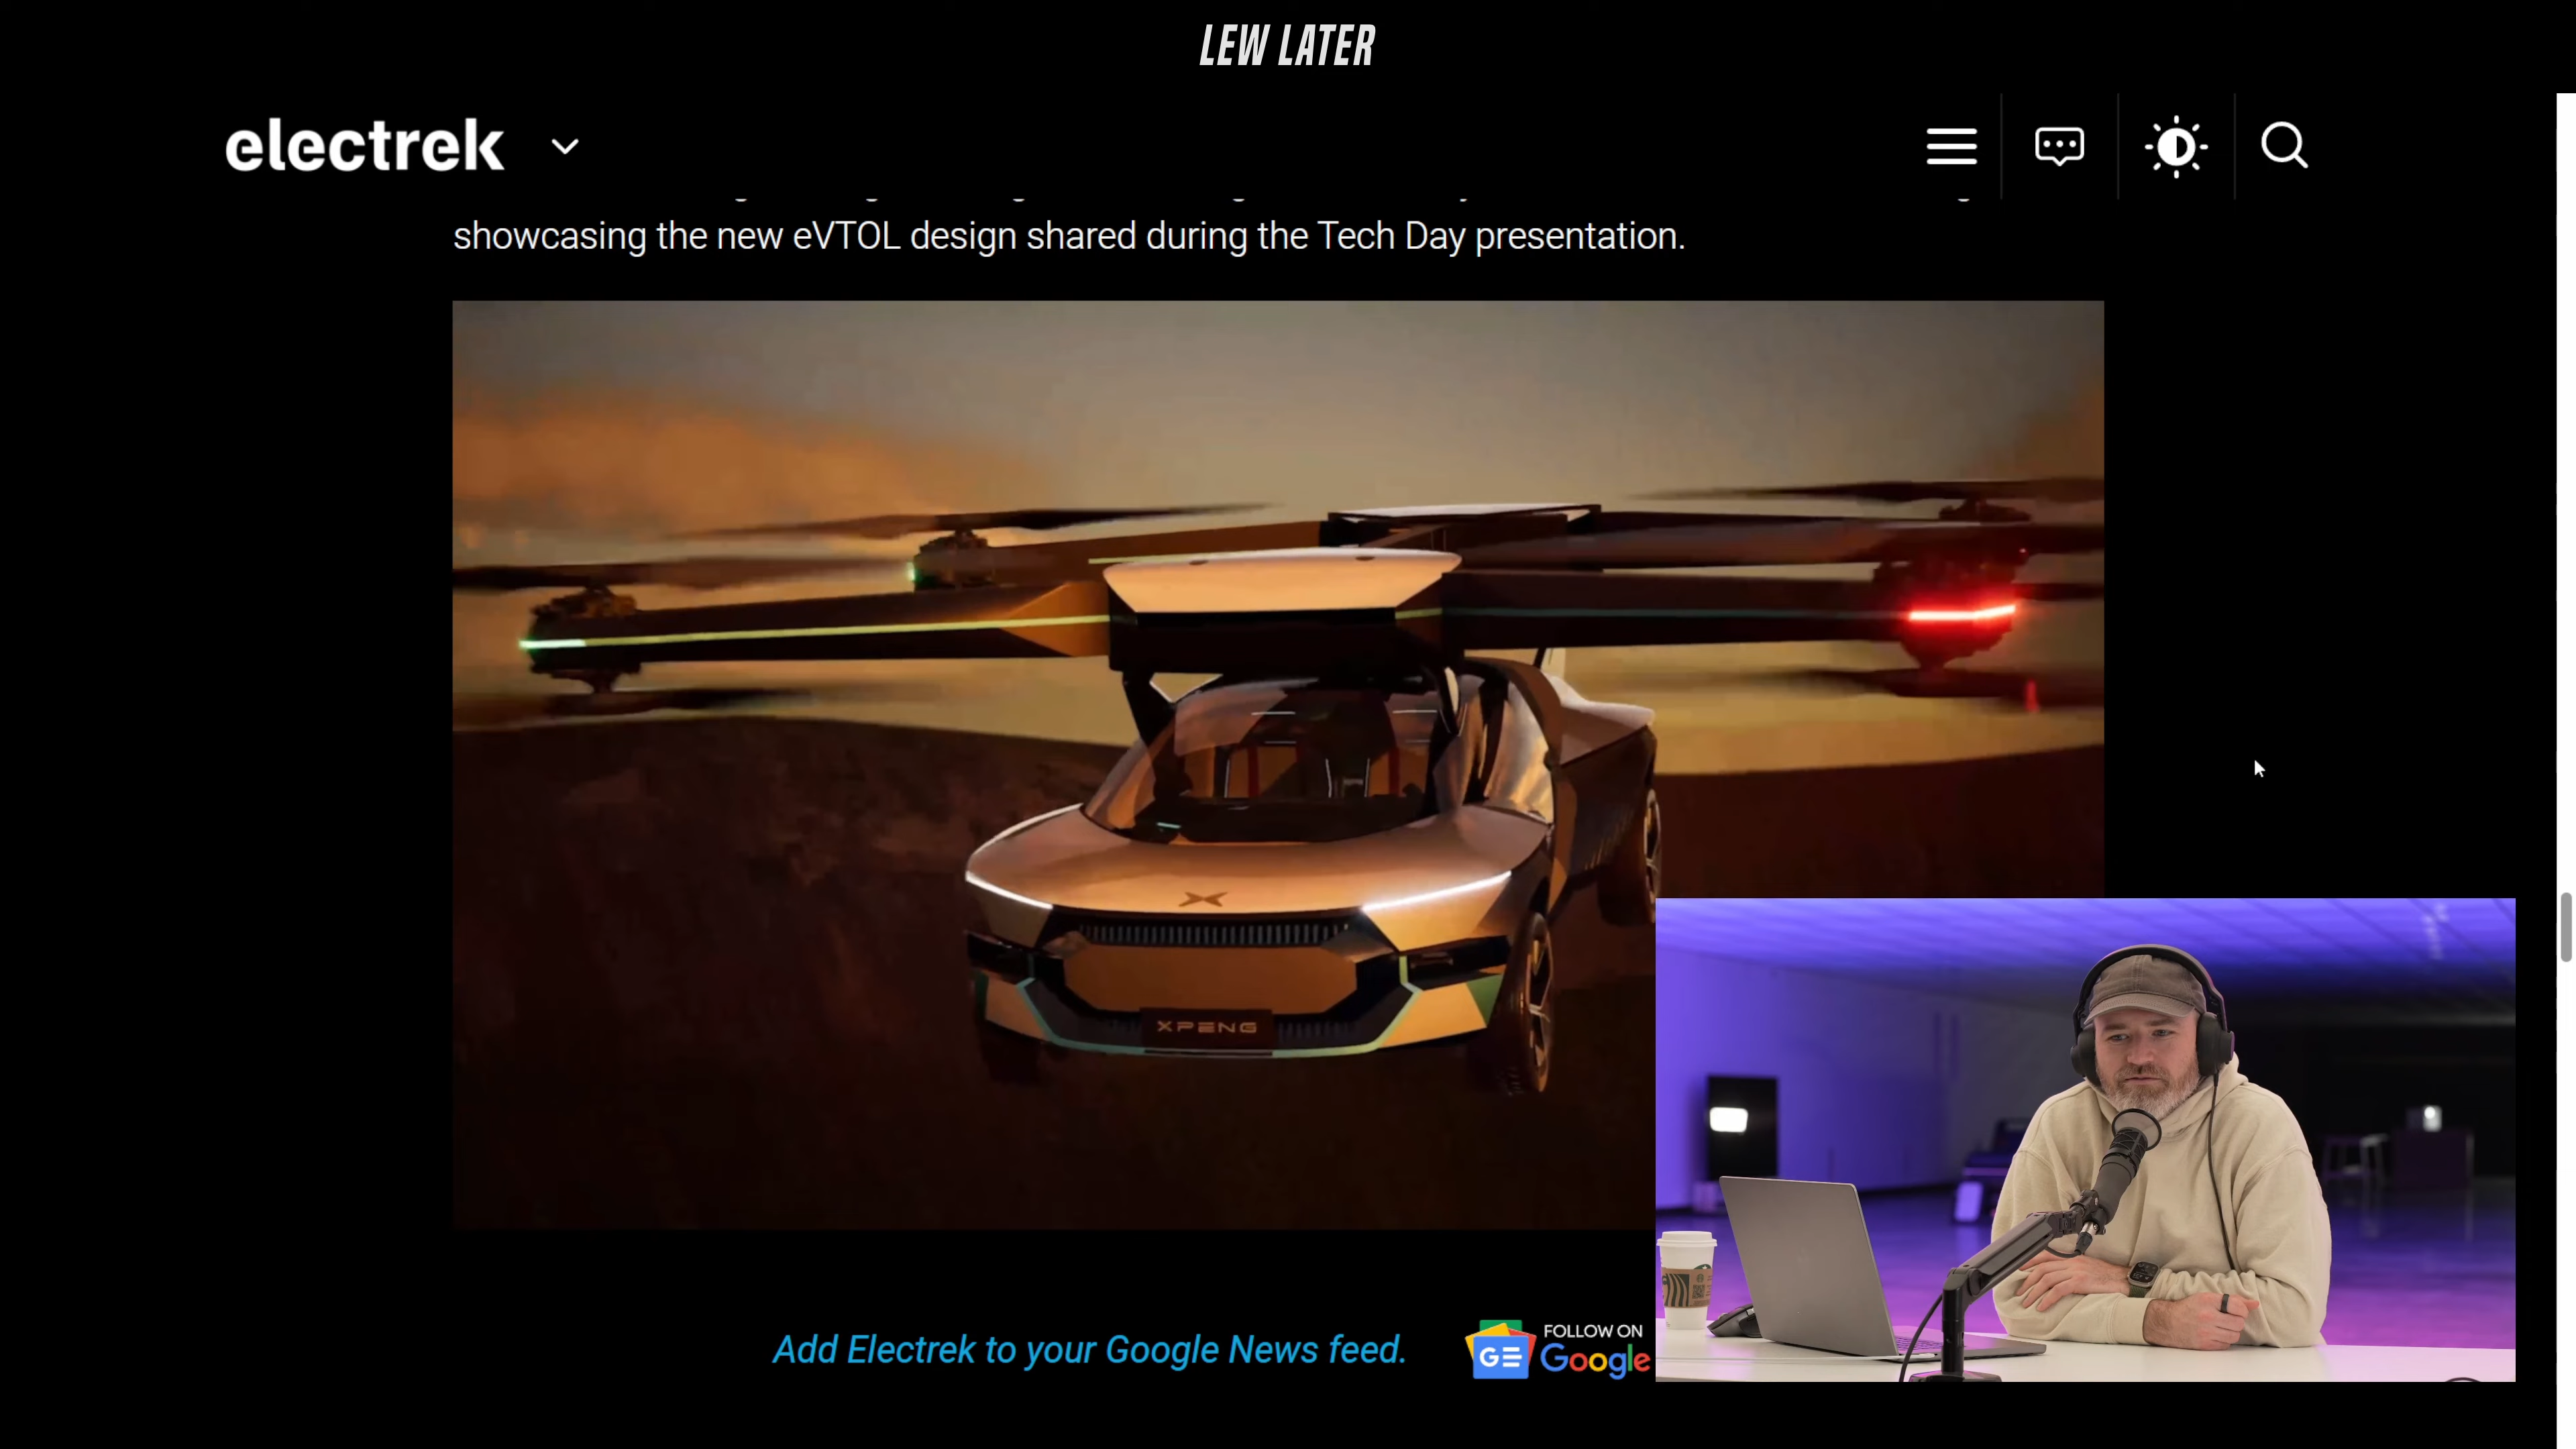 LEW LATER
electrek
showcasing the new eVTOL design shared during the Tech Day presentation.
XPENG
Add Electrek to your Google News feed.
FOLLOW ON
GE Google